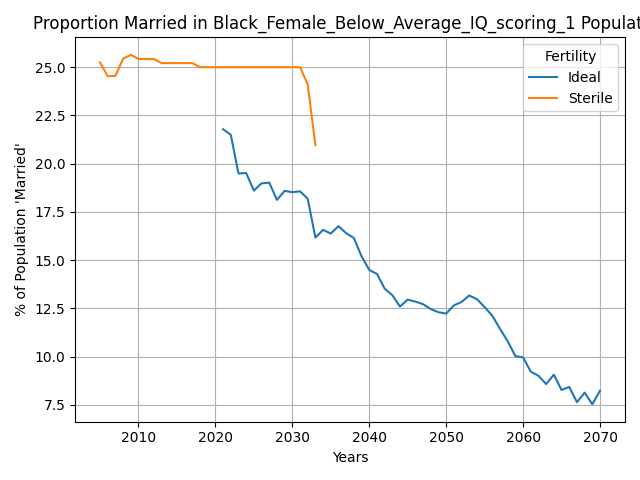 Proportion Married in Black_Female_Below_Average_IQ_scoring_1 Populat
Fertility
Ideal
Sterile
% of Population 'Married'
25.0
22.5
20.0
17.5
15.0
12.5
10.0
7.5
2010 2020 2030 2040 2050 2060 2070
Years